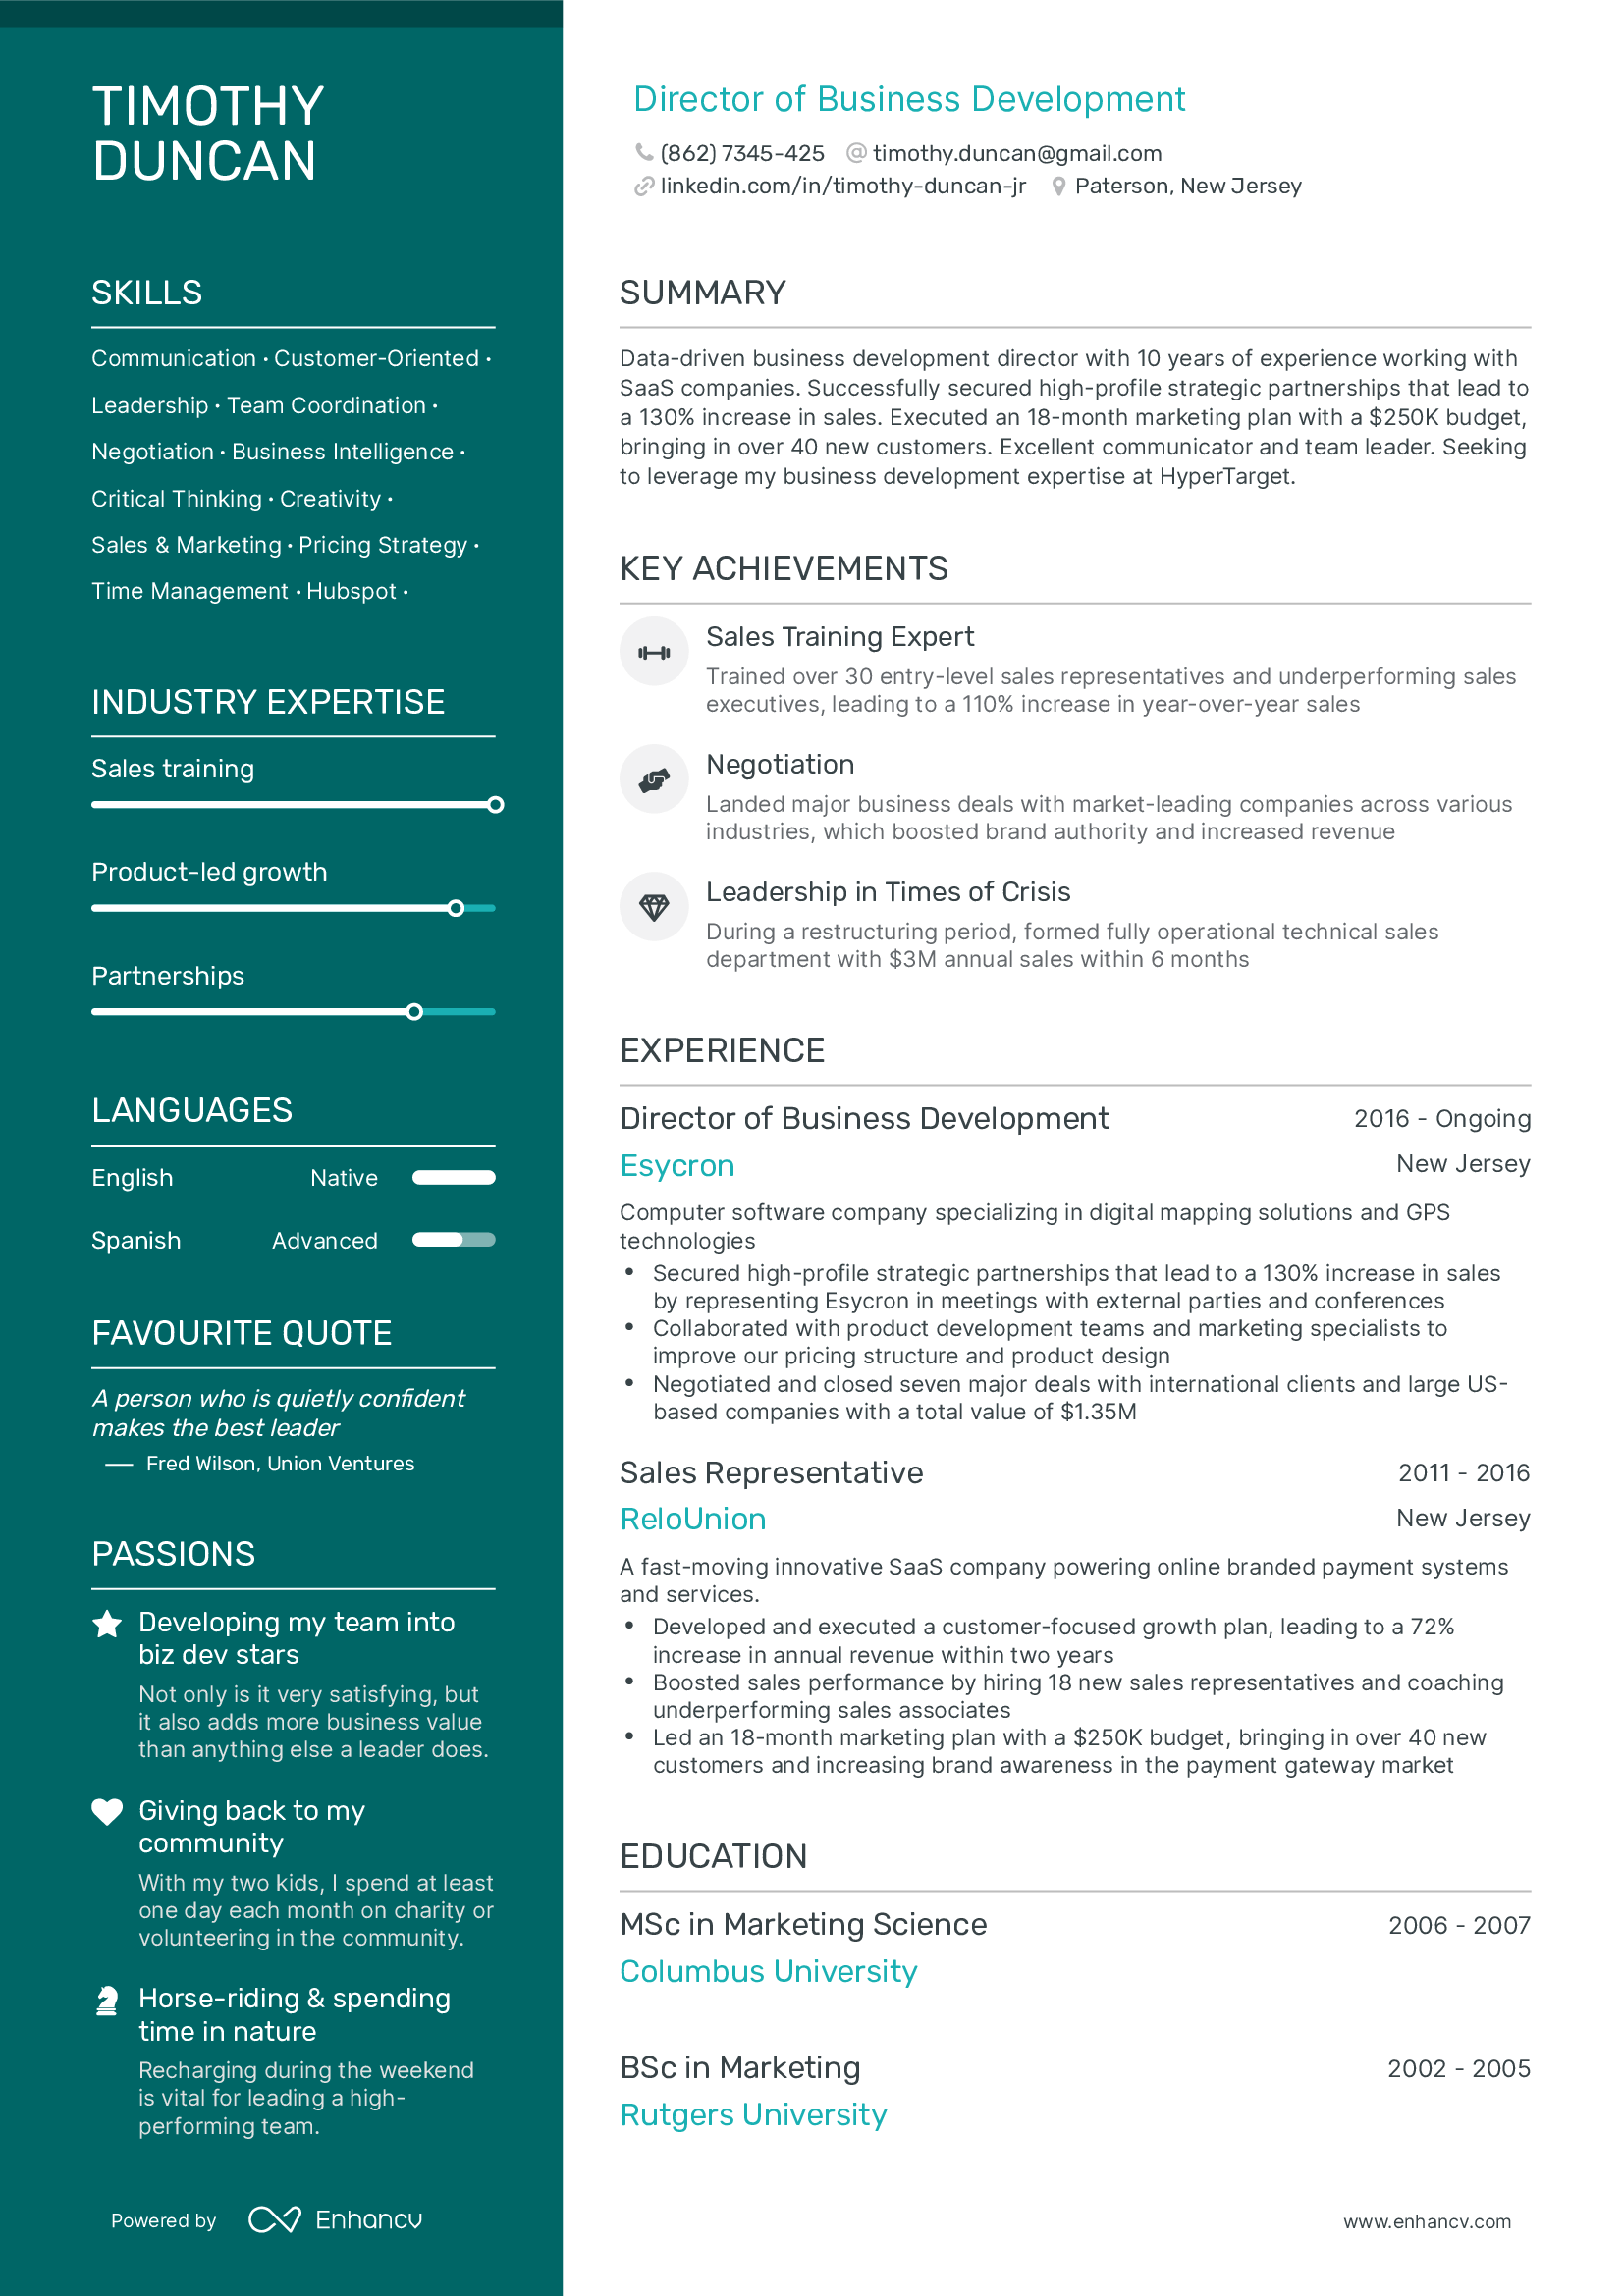 TIMOTHY
DUNCAN
SKILLS
Communication · Customer-Oriented ·
Leadership · Team Coordination ·
Negotiation · Business Intelligence ·
Critical Thinking · Creativity ·
Sales & Marketing · Pricing Strategy ·
Time Management · Hubspot ·
INDUSTRY EXPERTISE
Sales training
Product-led growth
Partnerships
LANGUAGES
English Native
Spanish Advanced
FAVOURITE QUOTE
A person who is quietly confident
makes the best leader
— Fred Wilson, Union Ventures
PASSIONS
Developing my team into
biz dev stars
Not only is it very satisfying, but
it also adds more business value
than anything else a leader does.
Giving back to my
community
With my two kids, I spend at least
one day each month on charity or
volunteering in the community.
Horse-riding & spending
time in nature
Recharging during the weekend
is vital for leading a high-
performing team.
Powered by Enhancv
Director of Business Development
(862) 7345-425 @ timothy.duncan@gmail.com
linkedin.com/in/timothy-duncan-jr Paterson, New Jersey
SUMMARY
Data-driven business development director with 10 years of experience working with
SaaS companies. Successfully secured high-profile strategic partnerships that lead to
a 130% increase in sales. Executed an 18-month marketing plan with a $250K budget,
bringing in over 40 new customers. Excellent communicator and team leader. Seeking
to leverage my business development expertise at HyperTarget.
KEY ACHIEVEMENTS
Sales Training Expert
Trained over 30 entry-level sales representatives and underperforming sales
executives, leading to a 110% increase in year-over-year sales
Negotiation
Landed major business deals with market-leading companies across various
industries, which boosted brand authority and increased revenue
Leadership in Times of Crisis
During a restructuring period, formed fully operational technical sales
department with $3M annual sales within 6 months
EXPERIENCE
Director of Business Development 2016 - Ongoing
Esycron New Jersey
Computer software company specializing in digital mapping solutions and GPS
technologies
• Secured high-profile strategic partnerships that lead to a 130% increase in sales
by representing Esycron in meetings with external parties and conferences
• Collaborated with product development teams and marketing specialists to
improve our pricing structure and product design
• Negotiated and closed seven major deals with international clients and large US-
based companies with a total value of $1.35M
Sales Representative 2011 - 2016
ReloUnion New Jersey
A fast-moving innovative SaaS company powering online branded payment systems
and services.
• Developed and executed a customer-focused growth plan, leading to a 72%
increase in annual revenue within two years
• Boosted sales performance by hiring 18 new sales representatives and coaching
underperforming sales associates
• Led an 18-month marketing plan with a $250K budget, bringing in over 40 new
customers and increasing brand awareness in the payment gateway market
EDUCATION
MSc in Marketing Science 2006 - 2007
Columbus University
BSc in Marketing 2002 - 2005
Rutgers University
www.enhancv.com